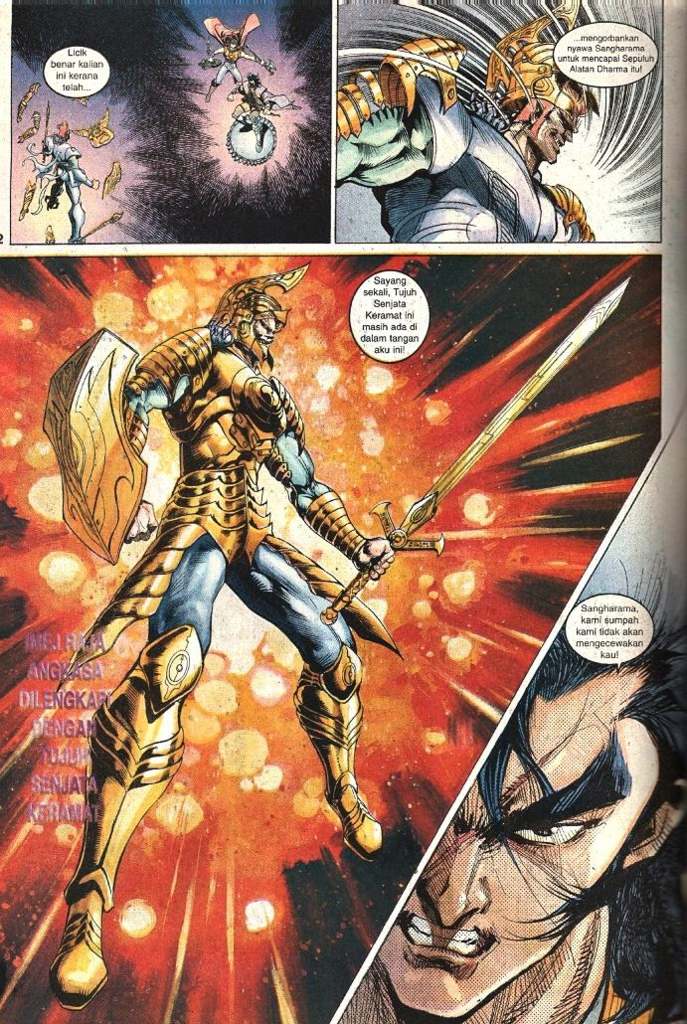 Licik
benar kalian
ini kerana
telah...
...mengorbankan
nyawa Sangharama
untuk mencapai Sepuluh
Alatan Dharma itu!
Sayang
sekali, Tujuh
Senjata
Keramat ini
masih ada di
dalam tangan
aku ini!
IMEJ RAJA
ANGKASA
DILENGKAPI
DENGAN
TUJUH
SENJATA
KERAMAT
Sangharama,
kami sumpah
kami tidak akan
mengecewakan
kau!